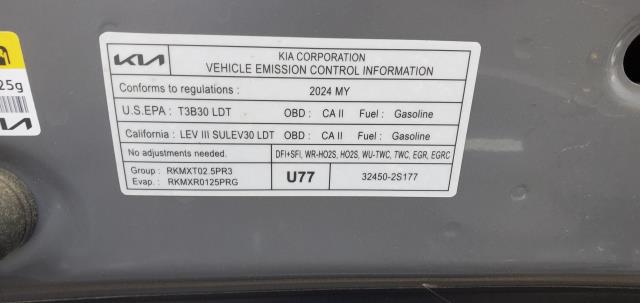 25g
KIA
KIA
KIA CORPORATION
VEHICLE EMISSION CONTROL INFORMATION
Conforms to regulations : 2024 MY
U.S.EPA : T3B30 LDT OBD : CA II Fuel : Gasoline
California : LEV III SULEV30 LDT OBD : CA II Fuel : Gasoline
No adjustments needed. DFI+SFI, WR-HO2S, HO2S, WU-TWC, TWC, EGR, EGRC
Group : RKMXT02.5PR3
Evap. : RKMXR0125PRG
U77
32450-2S177